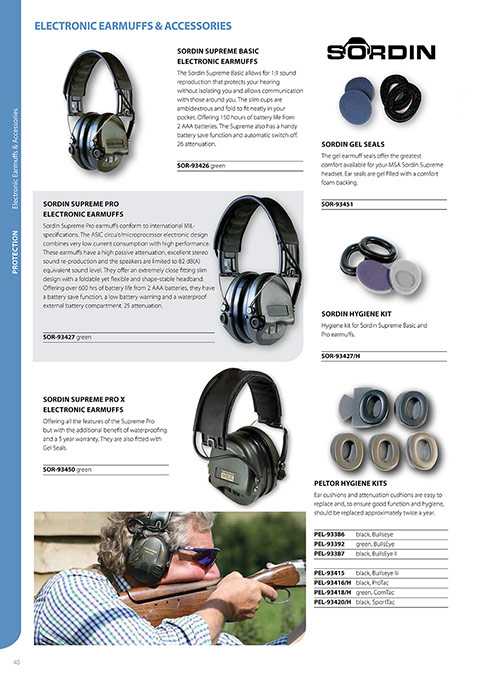 ELECTRONIC EARMUFFS & ACCESSORIES
Electronic Earmuffs & Accessories
PROTECTION
SORDIN SUPREME BASIC
ELECTRONIC EARMUFFS
The Sordin Supreme Basic allows for 1:1 sound
reproduction that protects your hearing
without isolating you and allows communication
with those around you. The slim cups are
ambidextrous and fold to fit neatly in your
pocket. Offering 150 hours of battery life from
2 AAA batteries. The Supreme also has a handy
battery save function and automatic switch off.
26 attenuation.
SOR-93426 green
SORDIN SUPREME PRO
ELECTRONIC EARMUFFS
Sordin Supreme Pro earmuffs conform to international MIL-
specifications. The ASIC circuit/microprocessor electronic design
combines very low current consumption with high performance.
These earmuffs have a high passive attenuation, excellent stereo
sound re-production and the speakers are limited to 82 dB(A)
equivalent sound level. They offer an extremely close fitting slim
design with a foldable yet flexible and shape-stable headband.
Offering over 600 hrs of battery life from 2 AAA batteries, they have
a battery save function, a low battery warning and a waterproof
external battery compartment. 25 attenuation.
SOR-93427 green
SORDIN SUPREME PRO X
ELECTRONIC EARMUFFS
Offering all the features of the Supreme Pro
but with the additional benefit of waterproofing
and a 5 year warranty. They are also fitted with
Gel Seals.
SOR-93450 green
SORDIN
SORDIN GEL SEALS
The gel earmuff seals offer the greatest
comfort available for your MSA Sordin Supreme
headset. Ear seals are gel filled with a comfort
foam backing.
SOR-93451
SORDIN HYGIENE KIT
Hygiene kit for Sordin Supreme Basic and
Pro earmuffs.
SOR-93427/H
PELTOR HYGIENE KITS
Ear cushions and attenuation cushions are easy to
replace and, to ensure good function and hygiene,
should be replaced approximately twice a year.
PEL-93386 black, Bullseye
PEL-93392 green, BullsEye
PEL-93387 black, BullsEye II
PEL-93415 black, Bullseye III
PEL-93416/H black, ProTac
PEL-93418/H green, ComTac
PEL-93420/H black, SportTac
40